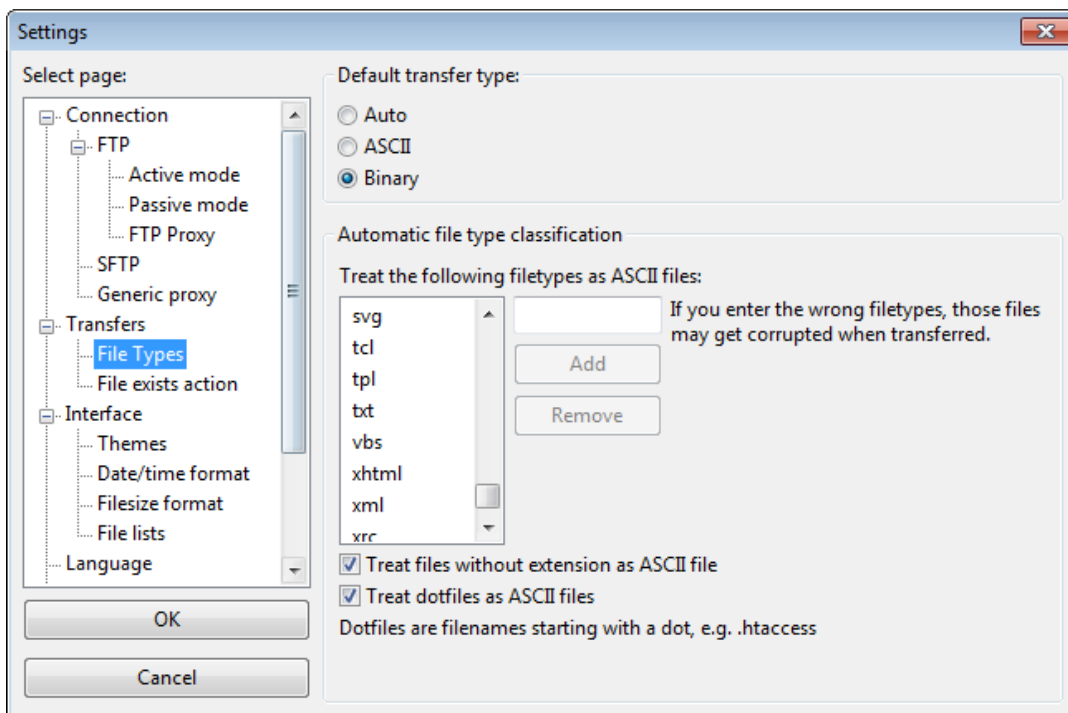 Settings
Select page:
Connection
FTP
Active mode
Passive mode
FTP Proxy
SFTP
Generic proxy
Transfers
File Types
File exists action
Interface
Themes
Date/time format
Filesize format
File lists
Language
OK
Cancel
Default transfer type:
Auto
ASCII
Binary
Automatic file type classification
Treat the following filetypes as ASCII files:
svg
tcl
tpl
txt
vbs
xhtml
xml
xrc
Add
Remove
If you enter the wrong filetypes, those files
may get corrupted when transferred.
Treat files without extension as ASCII file
Treat dotfiles as ASCII files
Dotfiles are filenames starting with a dot, e.g. .htaccess